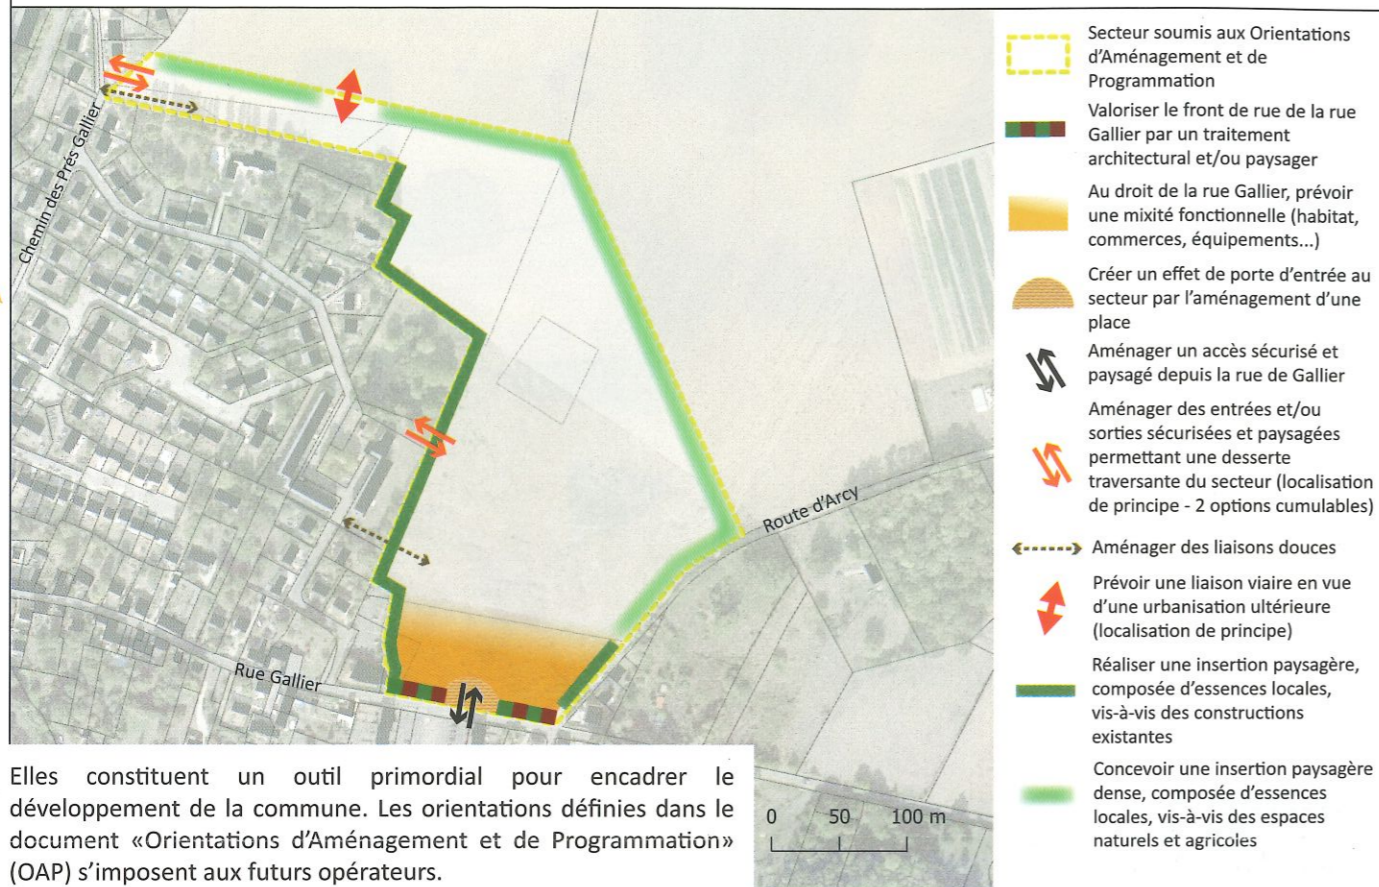 Chemin des Prés Gallier
Route d'Arcy
Rue Gallier
Secteur soumis aux Orientations
d'Aménagement et de
Programmation
Valoriser le front de rue de la rue
Gallier par un traitement
architectural et/ou paysager
Au droit de la rue Gallier, prévoir
une mixité fonctionnelle (habitat,
commerces, équipements...)
Créer un effet de porte d'entrée au
secteur par l'aménagement d'une
place
Aménager un accès sécurisé et
paysagé depuis la rue de Gallier
Aménager des entrées et/ou
sorties sécurisées et paysagées
permettant une desserte
traversante du secteur (localisation
de principe - 2 options cumulables)
Aménager des liaisons douces
Prévoir une liaison viaire en vue
d'une urbanisation ultérieure
(localisation de principe)
Réaliser une insertion paysagère,
composée d'essences locales,
vis-à-vis des constructions
existantes
Concevoir une insertion paysagère
dense, composée d'essences
locales, vis-à-vis des espaces
naturels et agricoles
Elles constituent un outil primordial pour encadrer le
développement de la commune. Les orientations définies dans le
document «Orientations d'Aménagement et de Programmation»
(OAP) s'imposent aux futurs opérateurs.
0 50 100 m